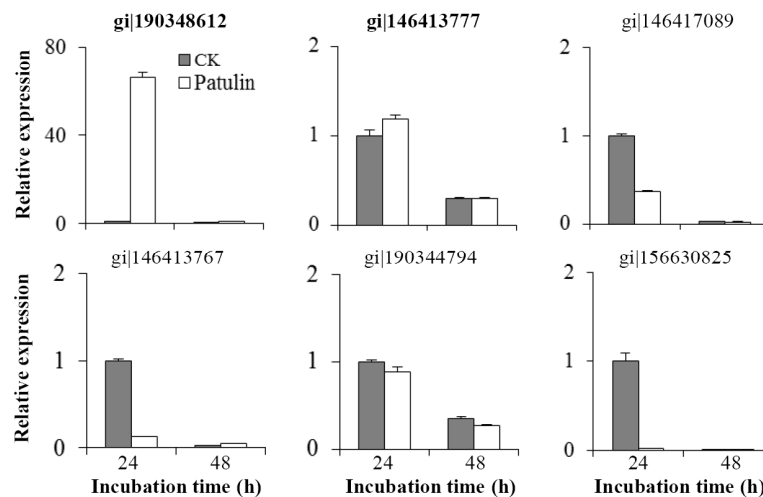 gi|190348612
gi|146413777
gi|146417089
Relative expression
80
40
0
CK
Patulin
2
1
0
2
1
0
gi|146413767
gi|190344794
gi|156630825
Relative expression
2
1
0
24
48
Incubation time (h)
2
1
0
24
48
Incubation time (h)
2
1
0
24
48
Incubation time (h)